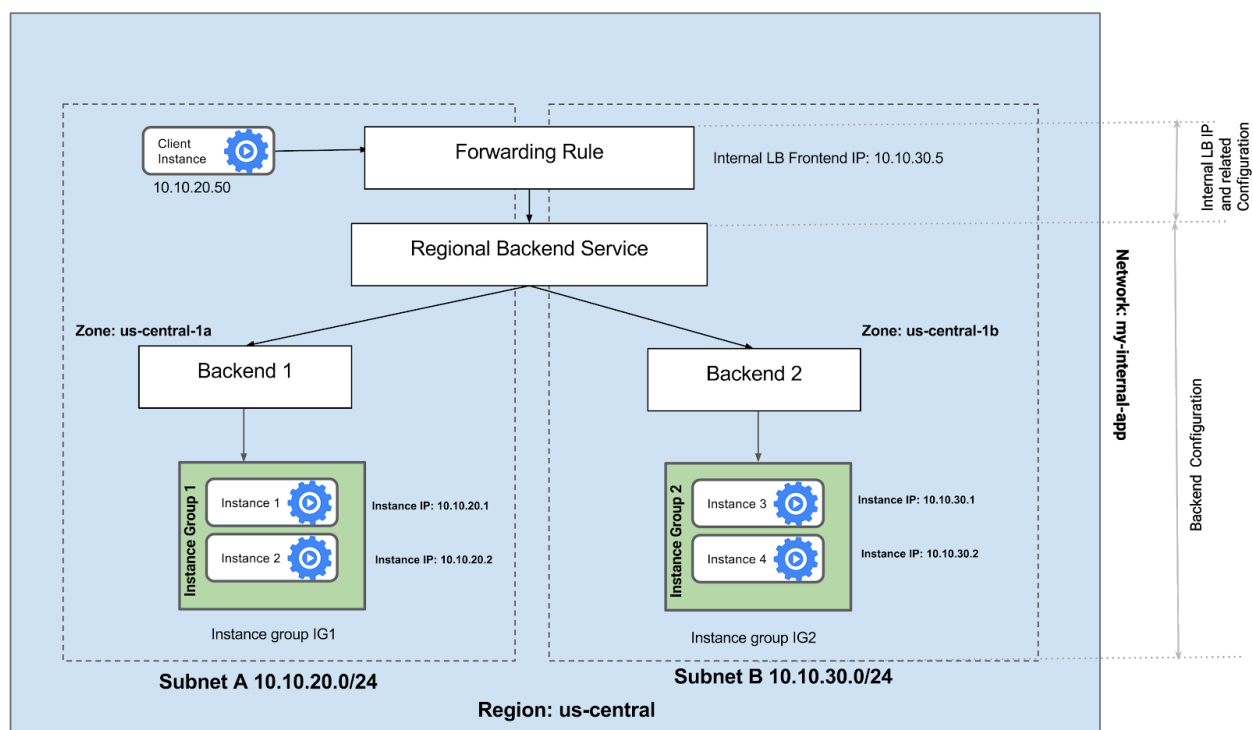 Client
Instance
10.10.20.50
Forwarding Rule
Internal LB Frontend IP: 10.10.30.5
Internal LB IP
and related
Configuration
Regional Backend Service
Zone: us-central-1a
Zone: us-central-1b
Network: my-internal-app
Backend 1
Backend 2
Backend Configuration
Instance Group 1
Instance 1
Instance IP: 10.10.20.1
Instance 2
Instance IP: 10.10.20.2
Instance Group 2
Instance 3
Instance IP: 10.10.30.1
Instance 4
Instance IP: 10.10.30.2
Instance group IG1
Instance group IG2
Subnet A 10.10.20.0/24
Subnet B 10.10.30.0/24
Region: us-central